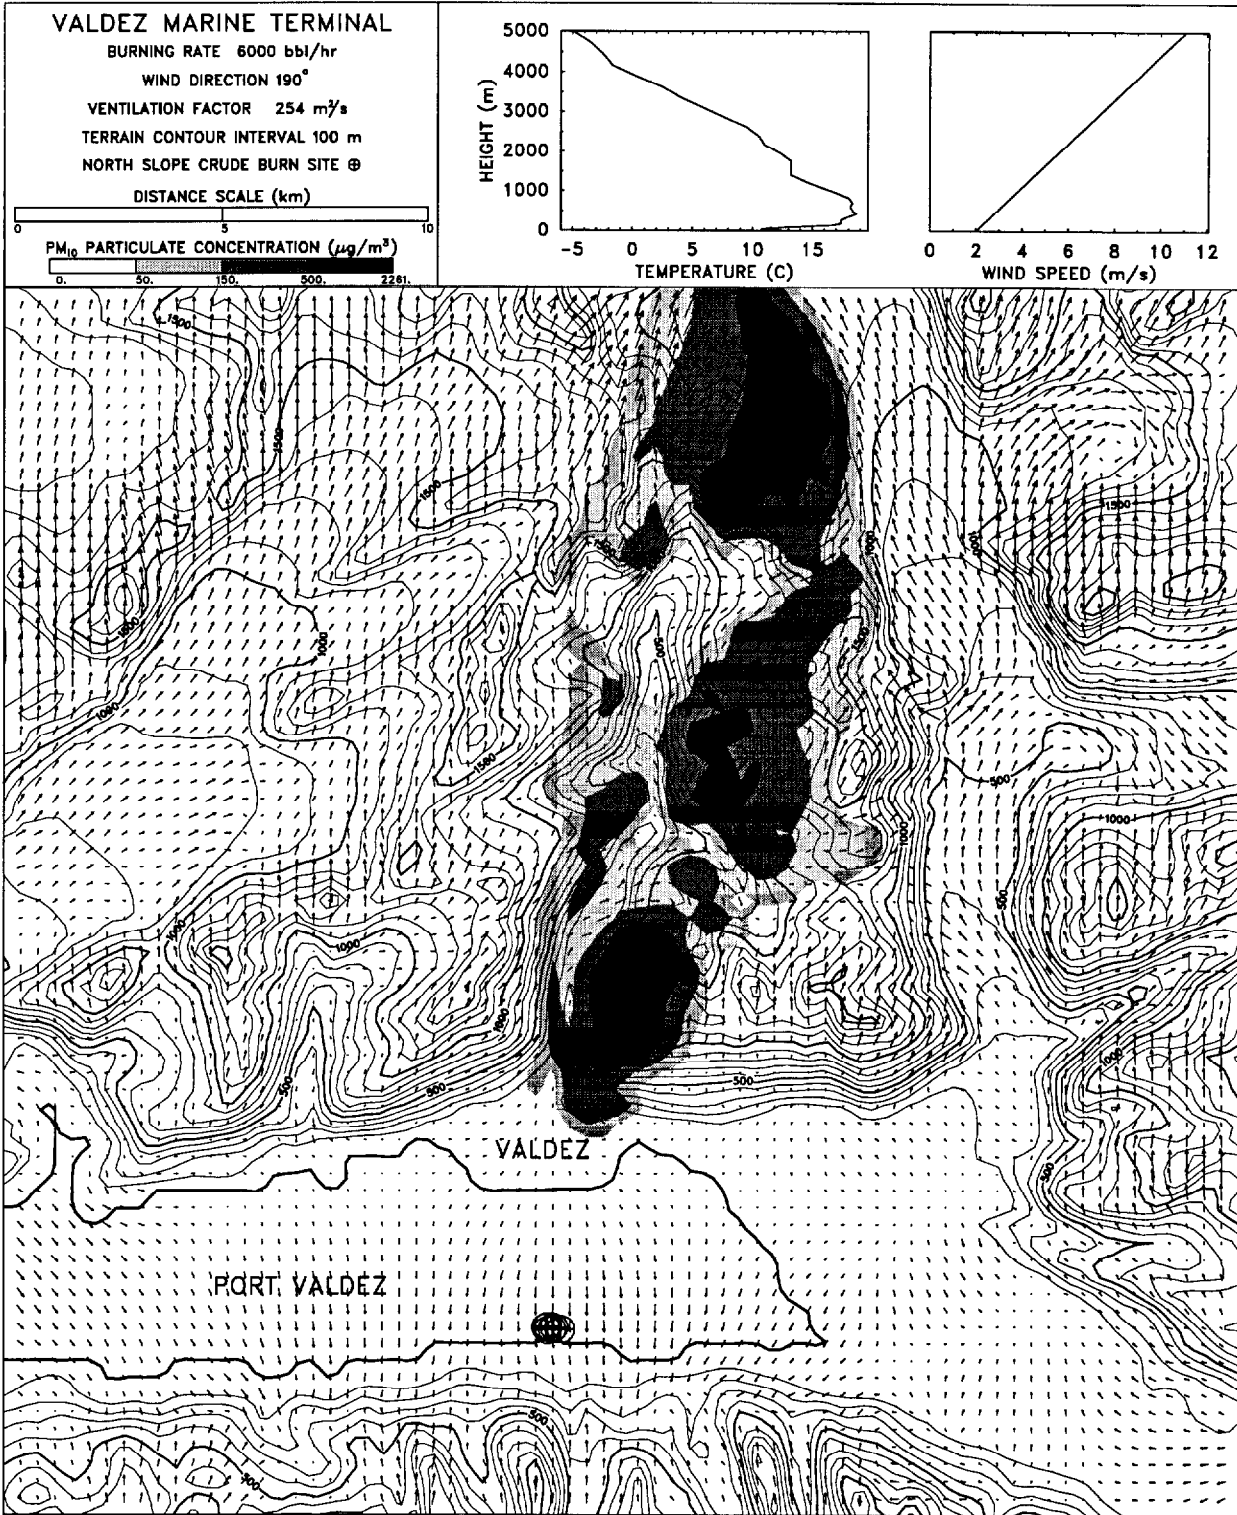 VALDEZ MARINE TERMINAL
BURNING RATE 6000 bbl/hr
WIND DIRECTION 190°
VENTILATION FACTOR 254 m²/s
TERRAIN CONTOUR INTERVAL 100 m
NORTH SLOPE CRUDE BURN SITE ⊕
DISTANCE SCALE (km)
0 5 10
PM₁₀ PARTICULATE CONCENTRATION (μg/m³)
0. 50. 150. 500. 2261.
5000
4000
3000
2000
1000
0
HEIGHT (m)
-5 0 5 10 15
TEMPERATURE (C)
0 2 4 6 8 10 12
WIND SPEED (m/s)
1500
1500
1500
1500
1500
1000
1000
1000
500
1000
1500
1000
1500
500
1000
1000
500
1000
1000
1000
1000
500
500
500
VALDEZ
500
PORT VALDEZ
500
500